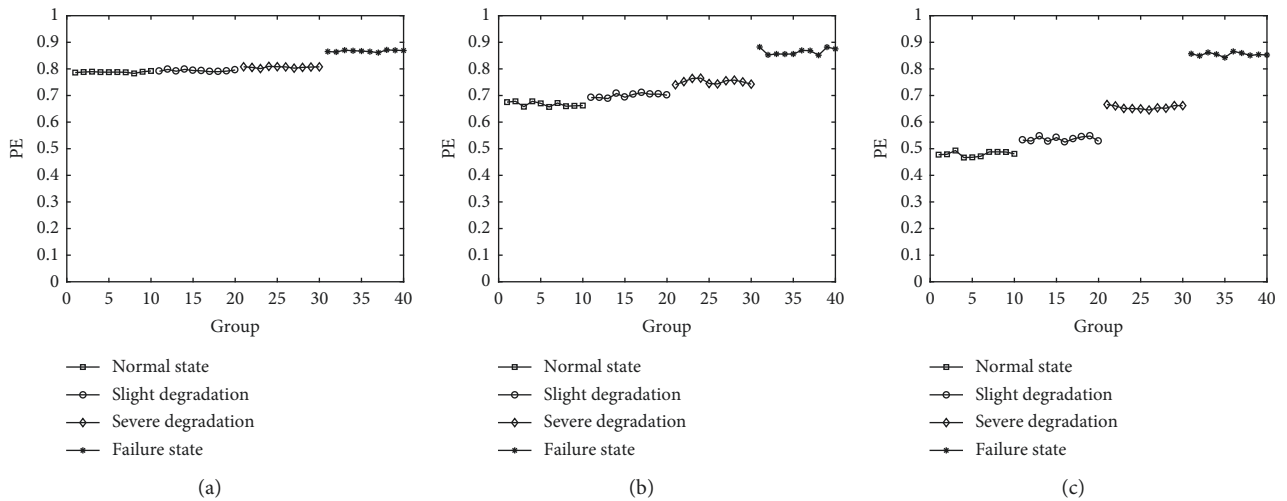 1
0.9
0.8
0.7
0.6
0.5
0.4
0.3
0.2
0.1
0
PE
0 5 10 15 20 25 30 35 40
Group
Normal state
Slight degradation
Severe degradation
Failure state
(a)
1
0.9
0.8
0.7
0.6
0.5
0.4
0.3
0.2
0.1
0
PE
0 5 10 15 20 25 30 35 40
Group
Normal state
Slight degradation
Severe degradation
Failure state
(b)
1
0.9
0.8
0.7
0.6
0.5
0.4
0.3
0.2
0.1
0
PE
0 5 10 15 20 25 30 35 40
Group
Normal state
Slight degradation
Severe degradation
Failure state
(c)